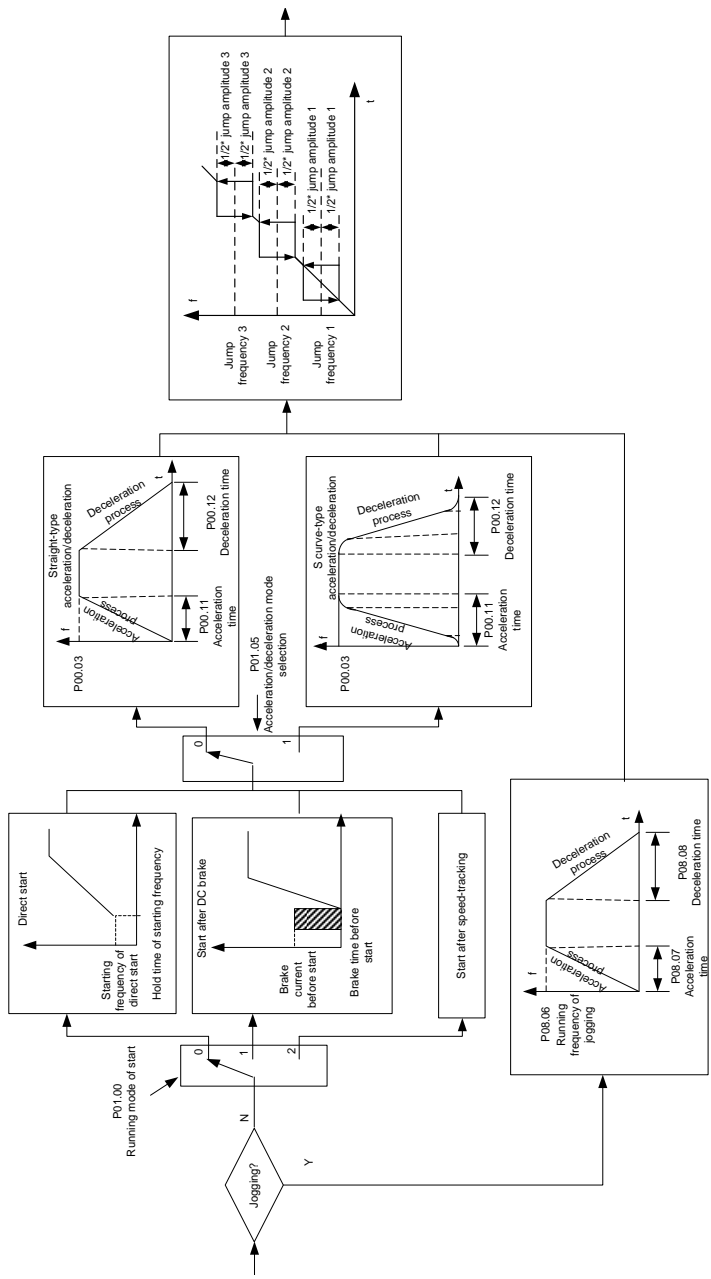 Jogging?
N
Y
P01.00
Running mode of start
0
1
2
Direct start
Starting
frequency of
direct start
Hold time of starting frequency
Start after DC brake
Brake
current
before start
Brake time before
start
Start after speed-tracking
P01.05
Acceleration/deceleration mode
selection
0
1
Straight-type
acceleration/deceleration
f
P00.03
Acceleration
process
Deceleration
process
t
P00.11
Acceleration
time
P00.12
Deceleration time
S curve-type
acceleration/deceleration
f
P00.03
Acceleration
process
Deceleration
process
t
P00.11
Acceleration
time
P00.12
Deceleration time
f
P08.06
Running
frequency of
jogging
Acceleration
process
Deceleration
process
t
P08.07
Acceleration
time
P08.08
Deceleration time
f
Jump
frequency 3
Jump
frequency 2
Jump
frequency 1
1/2* jump amplitude 3
1/2* jump amplitude 3
1/2* jump amplitude 2
1/2* jump amplitude 2
1/2* jump amplitude 1
1/2* jump amplitude 1
t